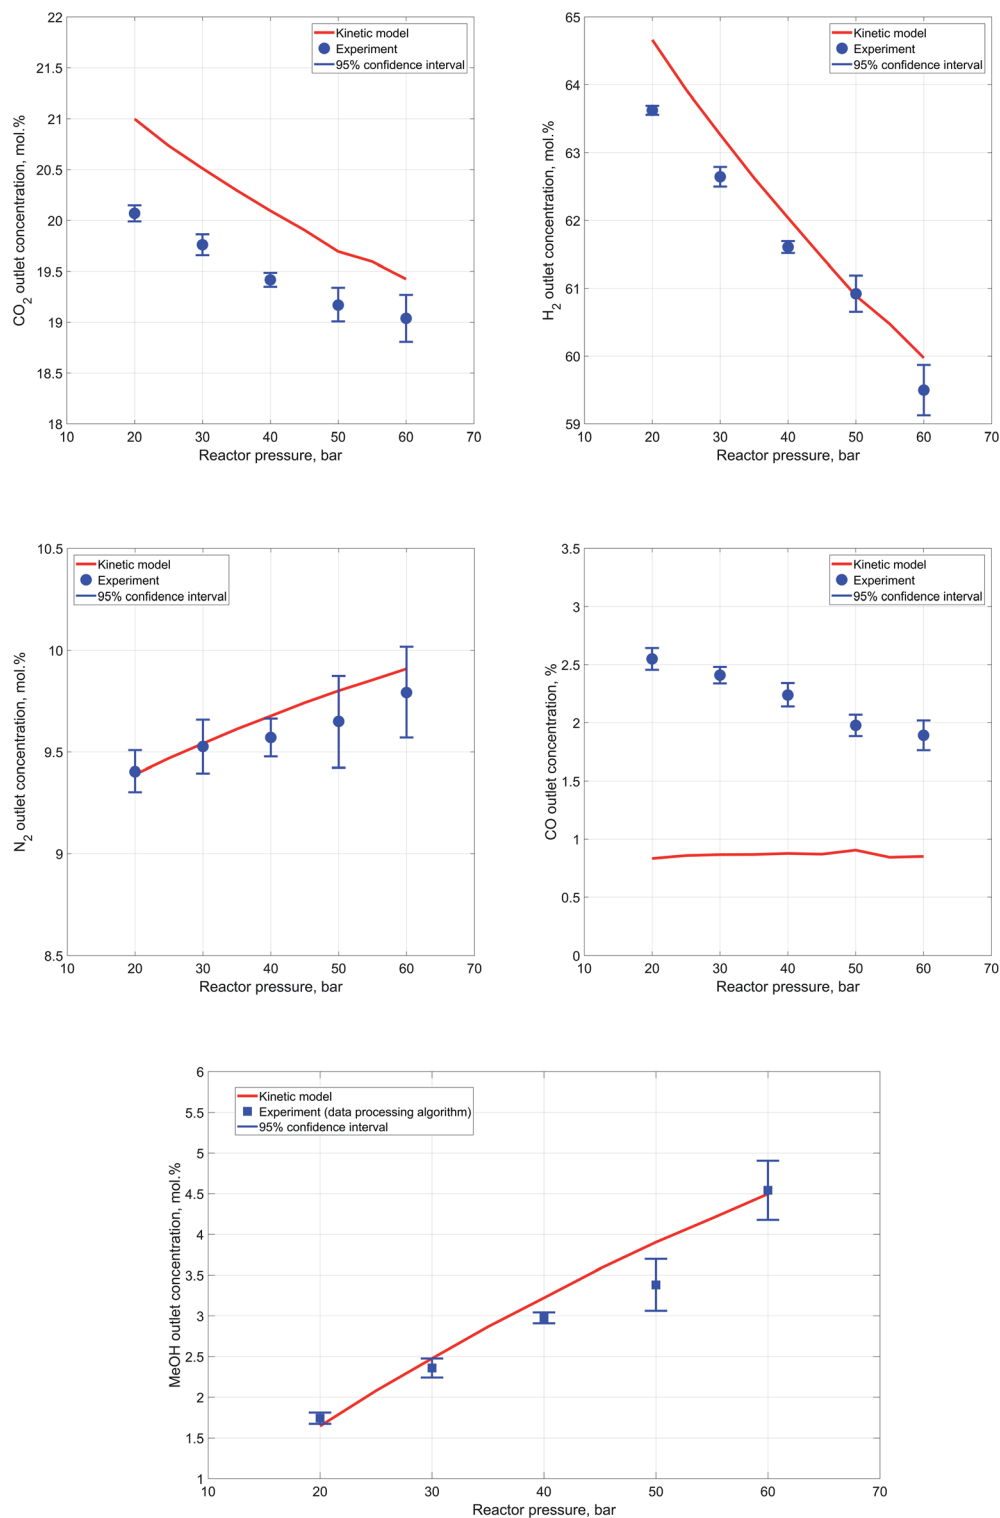 22
21.5
21
20.5
20
19.5
19
18.5
18
10 20 30 40 50 60 70
Reactor pressure, bar
CO2 outlet concentration, mol.%
Kinetic model
Experiment
95% confidence interval
65
64
63
62
61
60
59
10 20 30 40 50 60 70
Reactor pressure, bar
H2 outlet concentration, mol.%
Kinetic model
Experiment
95% confidence interval
10.5
10
9.5
9
8.5
10 20 30 40 50 60 70
Reactor pressure, bar
N2 outlet concentration, mol.%
Kinetic model
Experiment
95% confidence interval
3.5
3
2.5
2
1.5
1
0.5
0
10 20 30 40 50 60 70
Reactor pressure, bar
CO outlet concentration, %
Kinetic model
Experiment
95% confidence interval
6
5.5
5
4.5
4
3.5
3
2.5
2
1.5
1
10 20 30 40 50 60 70
Reactor pressure, bar
MeOH outlet concentration, mol.%
Kinetic model
Experiment (data processing algorithm)
95% confidence interval